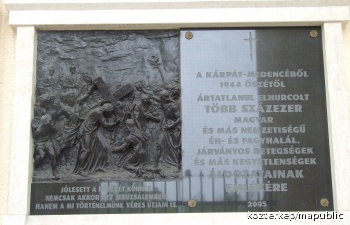 A KÁRPÁT-MEDENCÉBŐL
1944 ŐSZÉTŐL
ÁRTATLANUL ELHURCOLT
TÖBB SZÁZEZER
MAGYAR
ÉS MÁS NEMZETISÉGŰ
ÉH- ÉS FAGYHALÁL,
JÁRVÁNYOS BETEGSÉGEK
ÉS MÁS KEGYETLENSÉGEK
ÁLDOZATAINAK
EMLÉKÉRE
2005
JÓLESETT A
NEMCSAK AKKOR
JERUZSÁLEMBEN
HANEM A MI TÖRTÉNELMÜNK VÉRES ÚTJAIN IS
kozterkep/mapublic